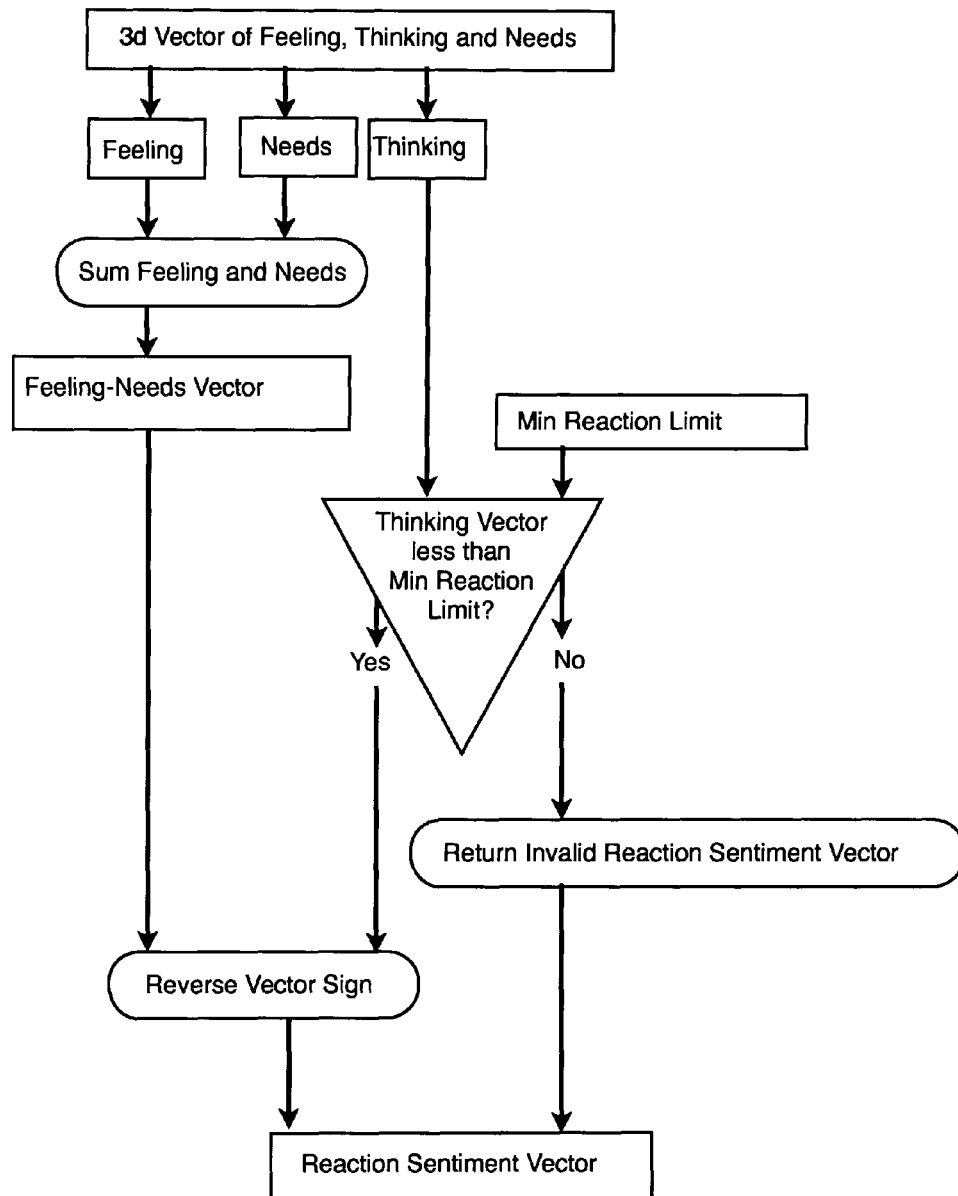 3d Vector of Feeling, Thinking and Needs
Feeling
Needs
Thinking
Sum Feeling and Needs
Feeling-Needs Vector
Min Reaction Limit
Thinking Vector
less than
Min Reaction
Limit?
Yes
No
Return Invalid Reaction Sentiment Vector
Reverse Vector Sign
Reaction Sentiment Vector